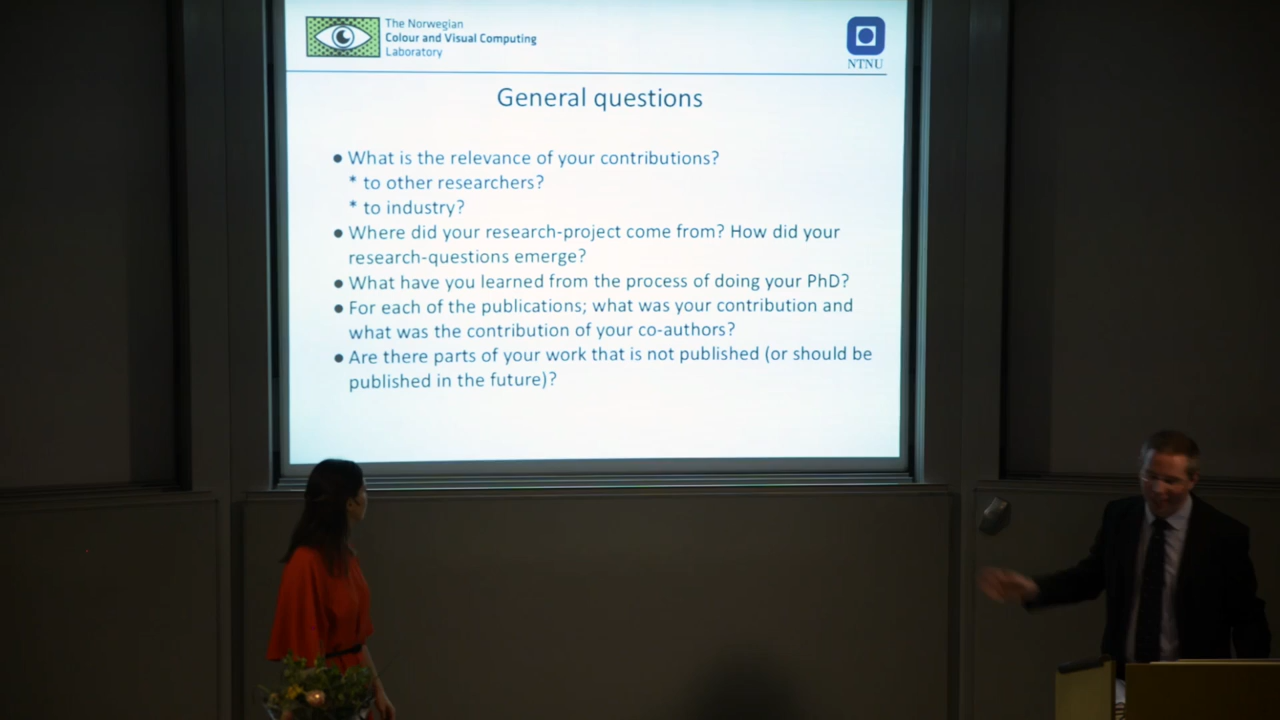 The Norwegian
Colour and Visual Computing
Laboratory
NTNU
General questions
● What is the relevance of your contributions?
* to other researchers?
* to industry?
● Where did your research-project come from? How did your
research-questions emerge?
● What have you learned from the process of doing your PhD?
● For each of the publications; what was your contribution and
what was the contribution of your co-authors?
● Are there parts of your work that is not published (or should be
published in the future)?